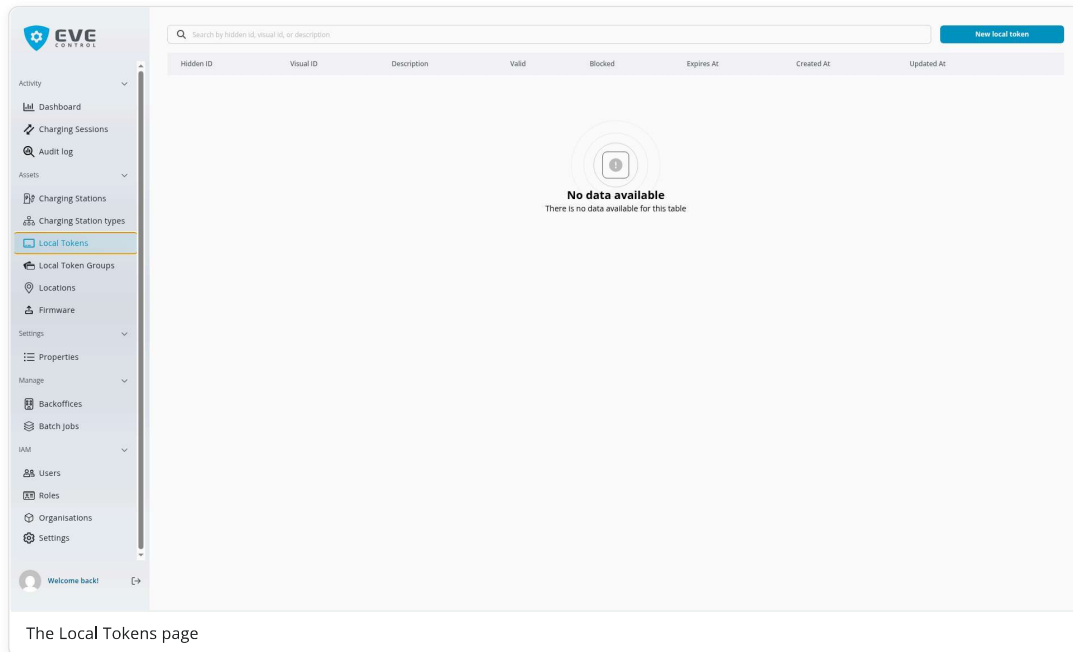 EVE
CONTROL
Activity
Dashboard
Charging Sessions
Audit log
Assets
Charging Stations
Charging Station types
Local Tokens
Local Token Groups
Locations
Firmware
Settings
Properties
Manage
Backoffices
Batch Jobs
IAM
Users
Roles
Organisations
Settings
Welcome back!
Search by hidden id, visual id, or description
New local token
Hidden ID Visual ID Description Valid Blocked Expires At Created At Updated At
No data available
There is no data available for this table
The Local Tokens page